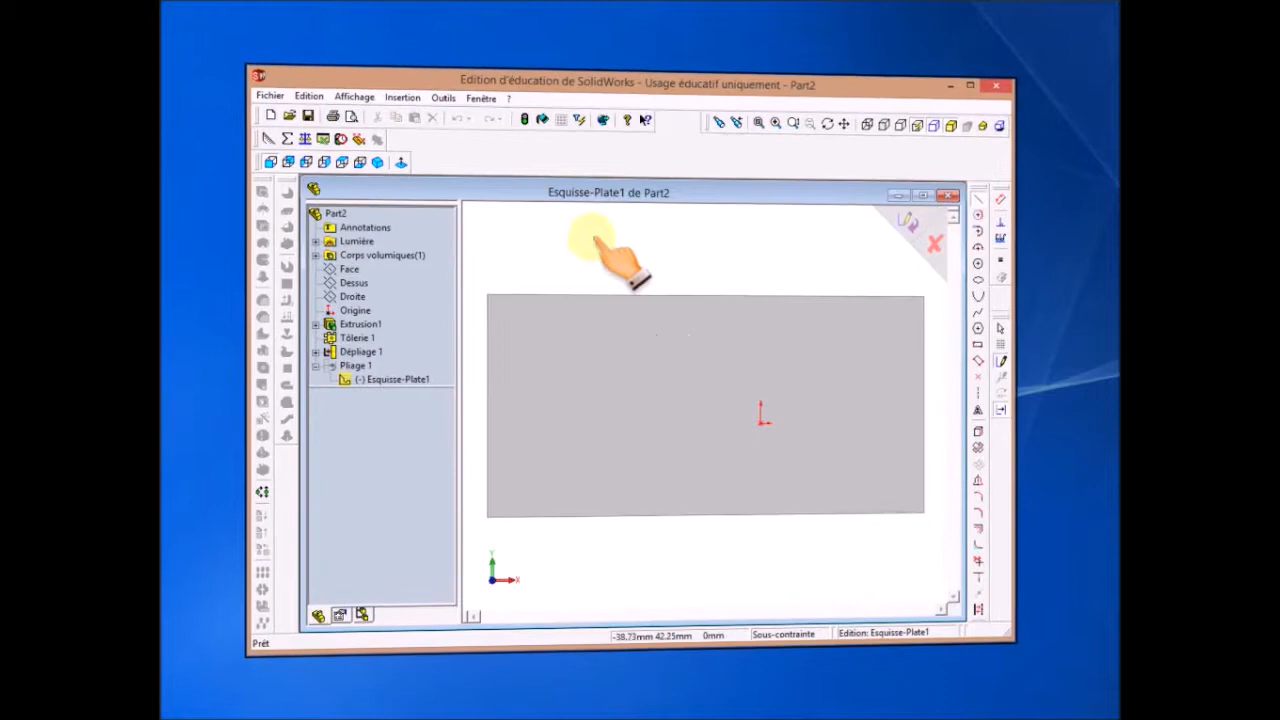 Edition d'éducation de SolidWorks - Usage éducatif uniquement - Part2
Fichier Edition Affichage Insertion Outils Fenêtre ?
Esquisse-Plate1 de Part2
Part2
Annotations
Lumière
Corps volumiques(1)
Face
Dessus
Droite
Origine
Extrusion1
Tôlerie 1
Dépliage 1
Pliage 1
(-) Esquisse-Plate1
Y
X
-38.73mm 42.25mm 0mm Sous-contrainte Edition: Esquisse-Plate1
Prêt